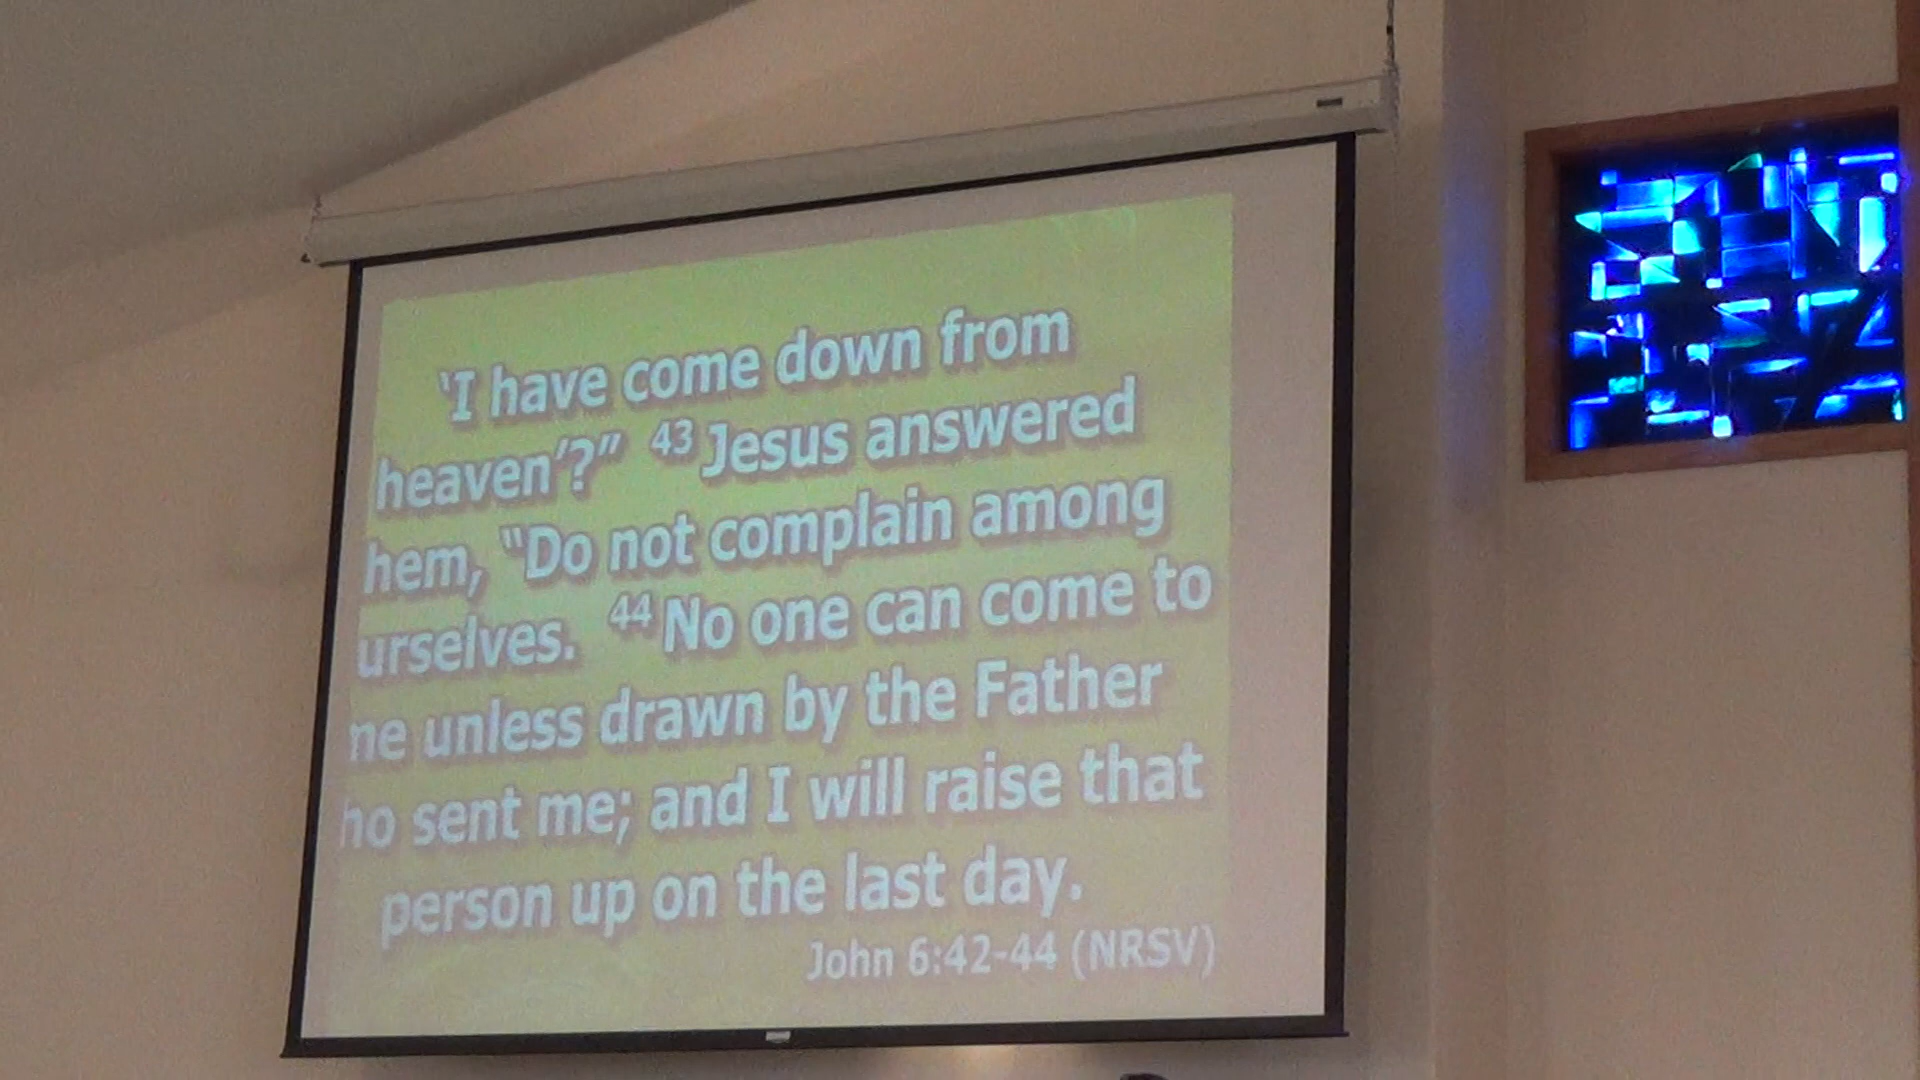 ‘I have come down from
heaven’?” 43 Jesus answered
hem, “Do not complain among
urselves. 44 No one can come to
me unless drawn by the Father
ho sent me; and I will raise that
person up on the last day.
John 6:42-44 (NRSV)